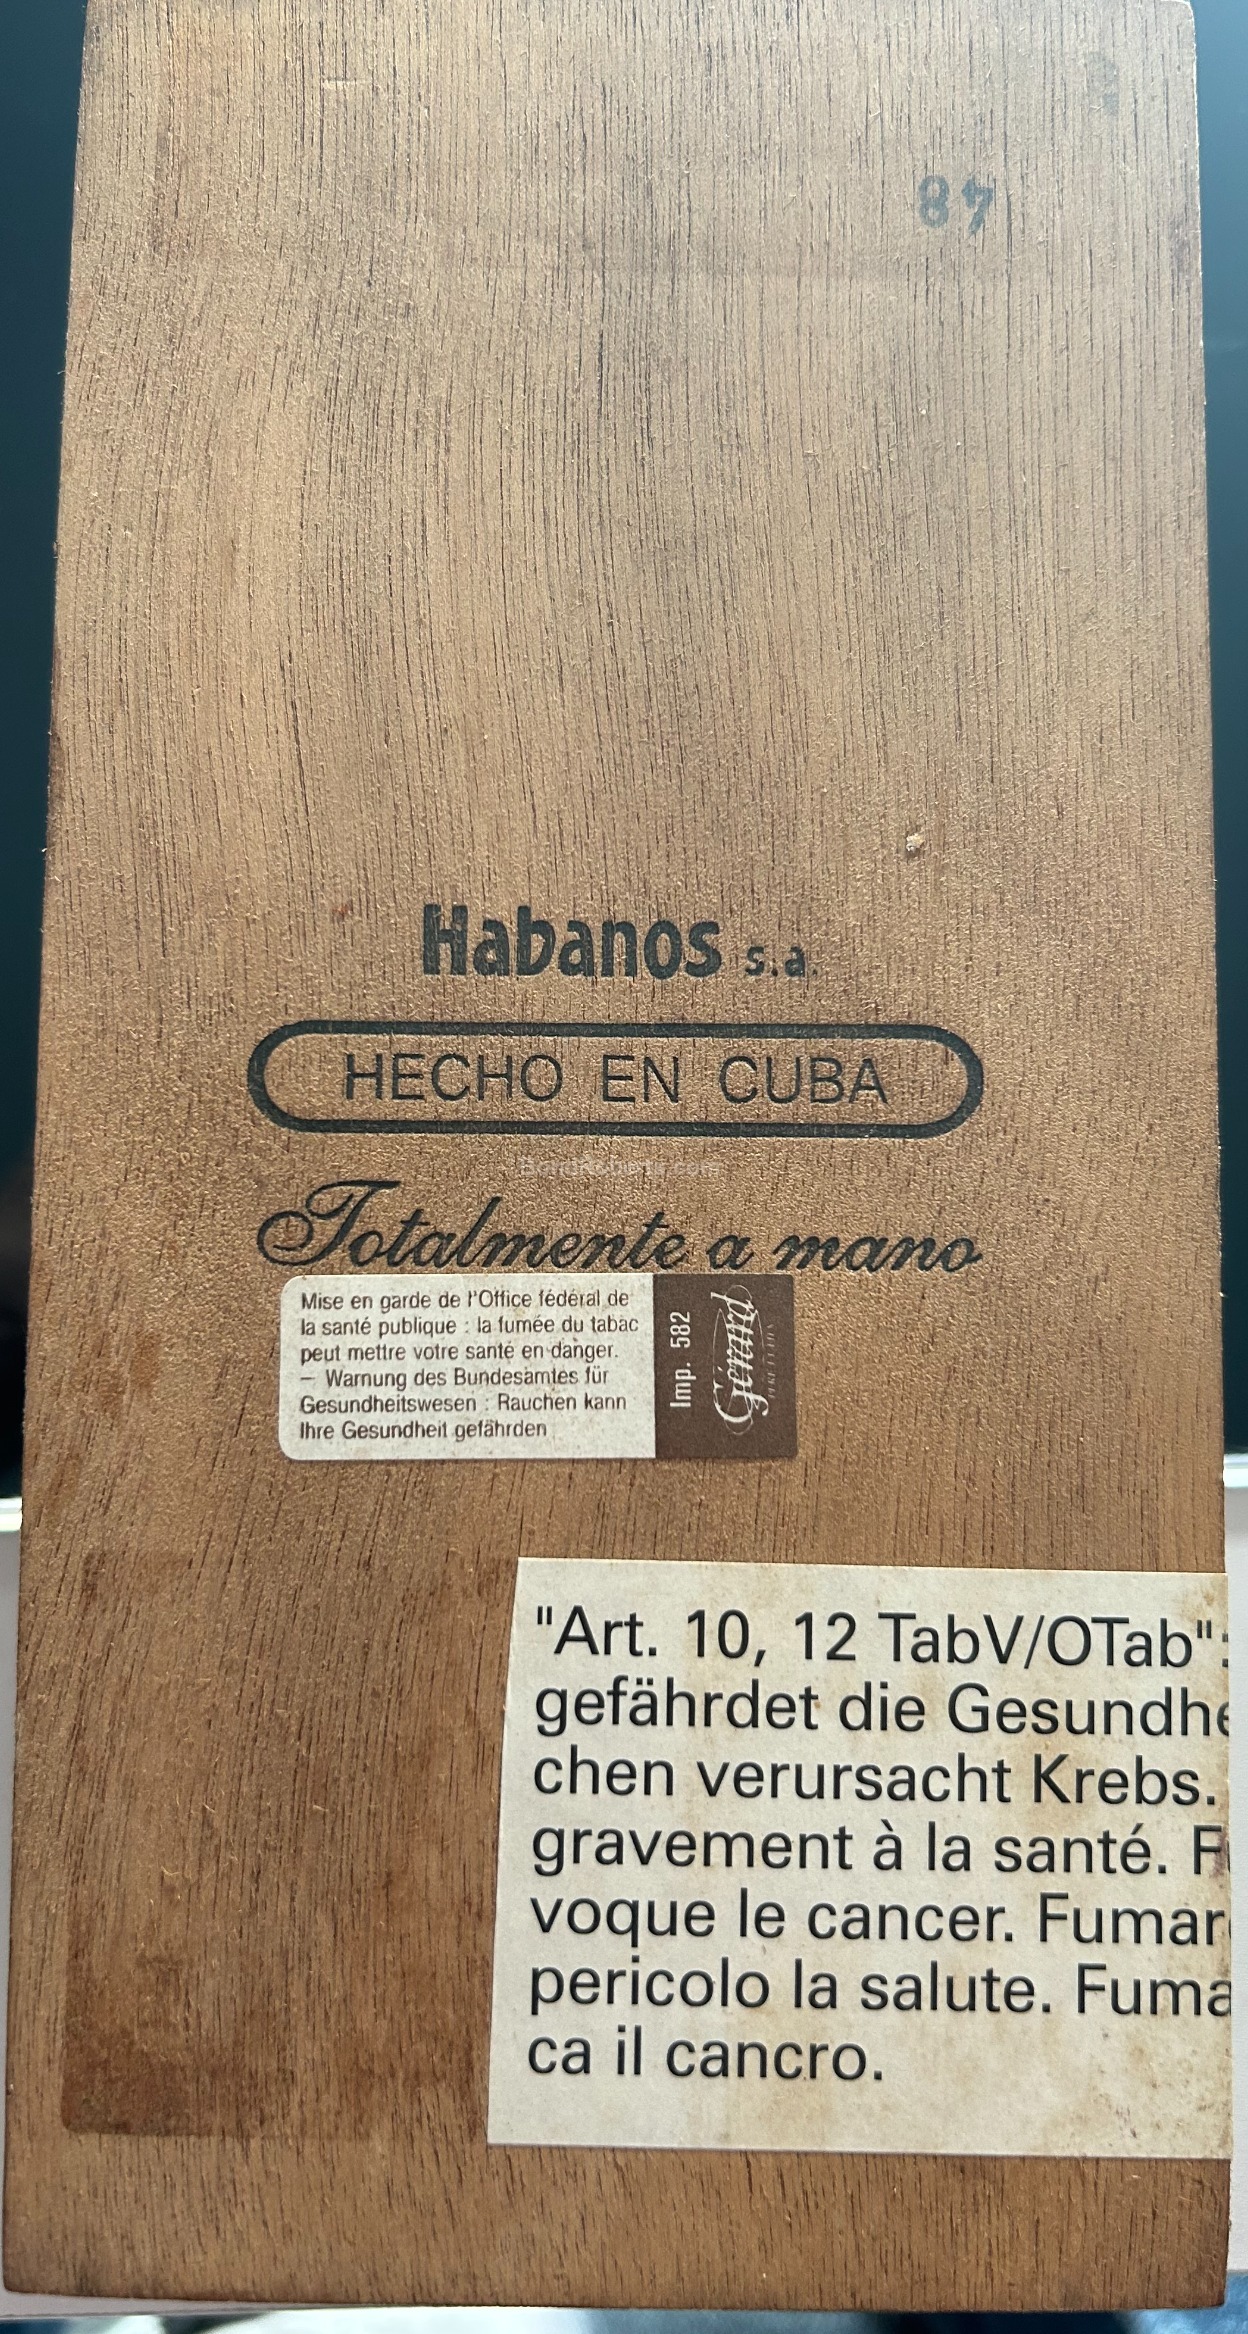 48
Habanos s.a.
HECHO EN CUBA
BondRoberts.com
Totalmente a mano
Mise en garde de l'Office fédéral de
la santé publique : la fumée du tabac
peut mettre votre santé en danger.
– Warnung des Bundesamtes für
Gesundheitswesen : Rauchen kann
Ihre Gesundheit gefährden
Imp. 582
Gérard
"Art. 10, 12 TabV/OTab":
gefährdet die Gesundhe
chen verursacht Krebs.
gravement à la santé. F
voque le cancer. Fumar
pericolo la salute. Fuma
ca il cancro.